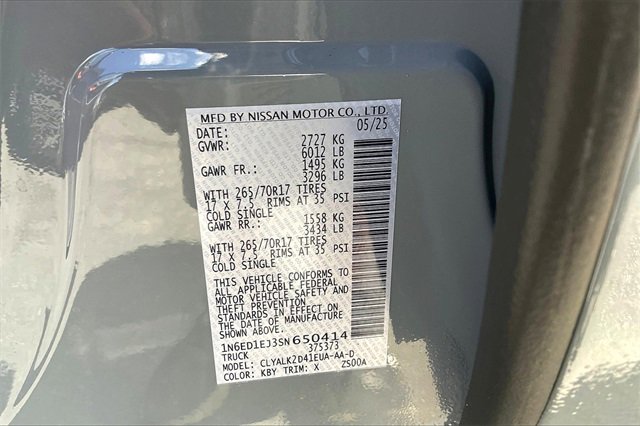 MFD BY NISSAN MOTOR CO., LTD.
DATE: 05/25
GVWR: 2727 KG
6012 LB
GAWR FR.: 1495 KG
3296 LB
WITH 265/70R17 TIRES
17 X 7.5 RIMS AT 35 PSI
COLD SINGLE
GAWR RR.: 1558 KG
3434 LB
WITH 265/70R17 TIRES
17 X 7.5 RIMS AT 35 PSI
COLD SINGLE
THIS VEHICLE CONFORMS TO
ALL APPLICABLE FEDERAL
MOTOR VEHICLE SAFETY AND
THEFT PREVENTION
STANDARDS IN EFFECT ON
THE DATE OF MANUFACTURE
SHOWN ABOVE.
1N6ED1EJ3SN650414
TRUCK 375373
MODEL: CLYALK2D41EUA-AA-D
COLOR: KBY TRIM: X ZS00A